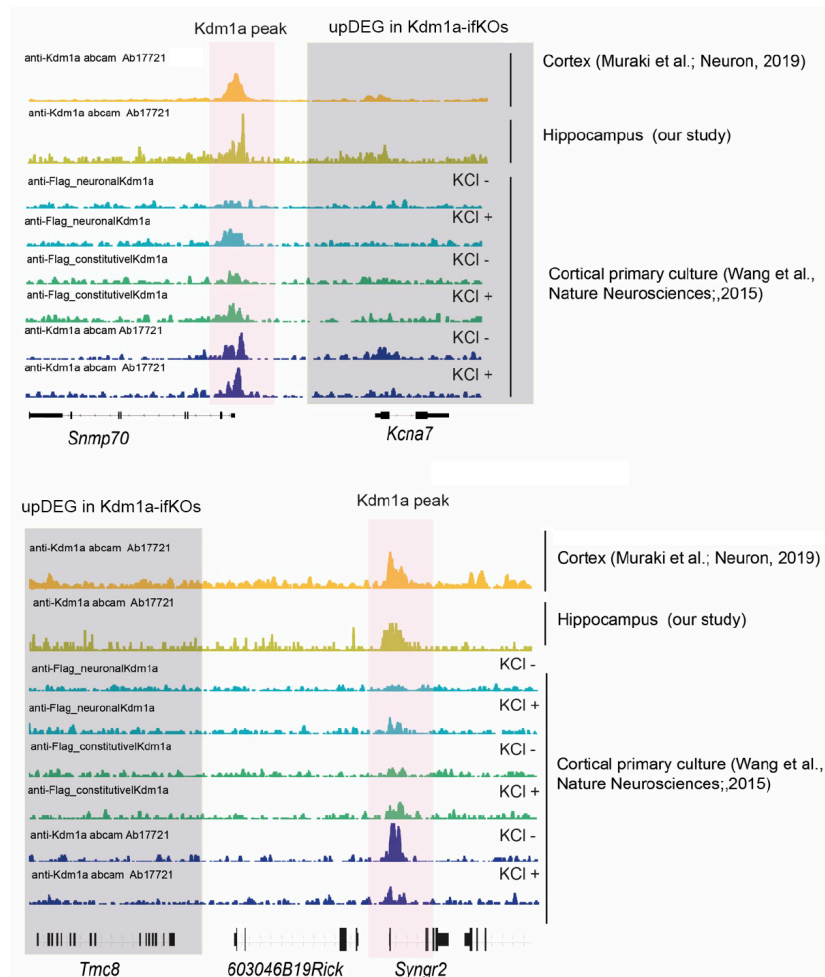 Kdm1a peak
upDEG in Kdm1a-ifKOs
anti-Kdm1a abcam Ab17721
Cortex (Muraki et al.; Neuron, 2019)
anti-Kdm1a abcam Ab17721
Hippocampus (our study)
KCl -
anti-Flag_neuronalKdm1a
KCl +
anti-Flag_neuronalKdm1a
KCl -
anti-Flag_constitutivelKdm1a
Cortical primary culture (Wang et al.,
Nature Neurosciences;,2015)
KCl +
anti-Flag_constitutivelKdm1a
KCl -
anti-Kdm1a abcam Ab17721
KCl +
anti-Kdm1a abcam Ab17721
Snmp70
Kcna7
Kdm1a peak
upDEG in Kdm1a-ifKOs
anti-Kdm1a abcam Ab17721
Cortex (Muraki et al.; Neuron, 2019)
anti-Kdm1a abcam Ab17721
Hippocampus (our study)
KCl -
anti-Flag_neuronalKdm1a
KCl +
anti-Flag_neuronalKdm1a
KCl -
anti-Flag_constitutivelKdm1a
Cortical primary culture (Wang et al.,
Nature Neurosciences;,2015)
KCl +
anti-Flag_constitutivelKdm1a
KCl -
anti-Kdm1a abcam Ab17721
KCl +
anti-Kdm1a abcam Ab17721
Tmc8
603046B19Rick
Syngr2